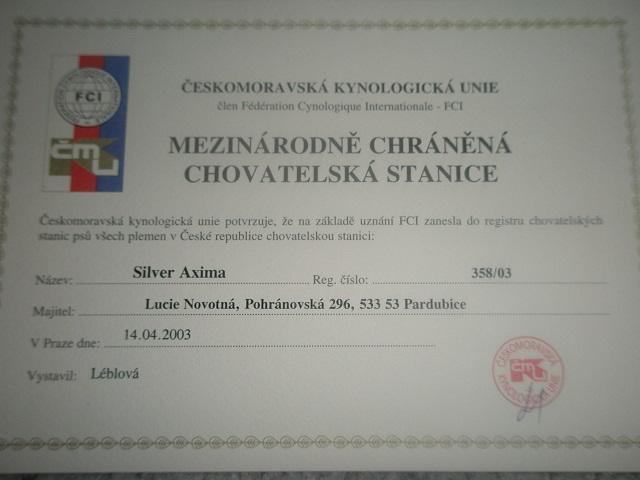 FCI
ČMKU
ČESKOMORAVSKÁ KYNOLOGICKÁ UNIE
člen Fédération Cynologique Internationale - FCI
MEZINÁRODNĚ CHRÁNĚNÁ
CHOVATELSKÁ STANICE
Českomoravská kynologická unie potvrzuje, že na základě uznání FCI zanesla do registru chovatelských
stanic psů všech plemen v České republice chovatelskou stanici:
Název: Silver Axima Reg. číslo: 358/03
Majitel: Lucie Novotná, Pohránovská 296, 533 53 Pardubice
V Praze dne: 14.04.2003
Vystavil: Léblová
ČESKOMORAVSKÁ
KYNOLOGICKÁ UNIE